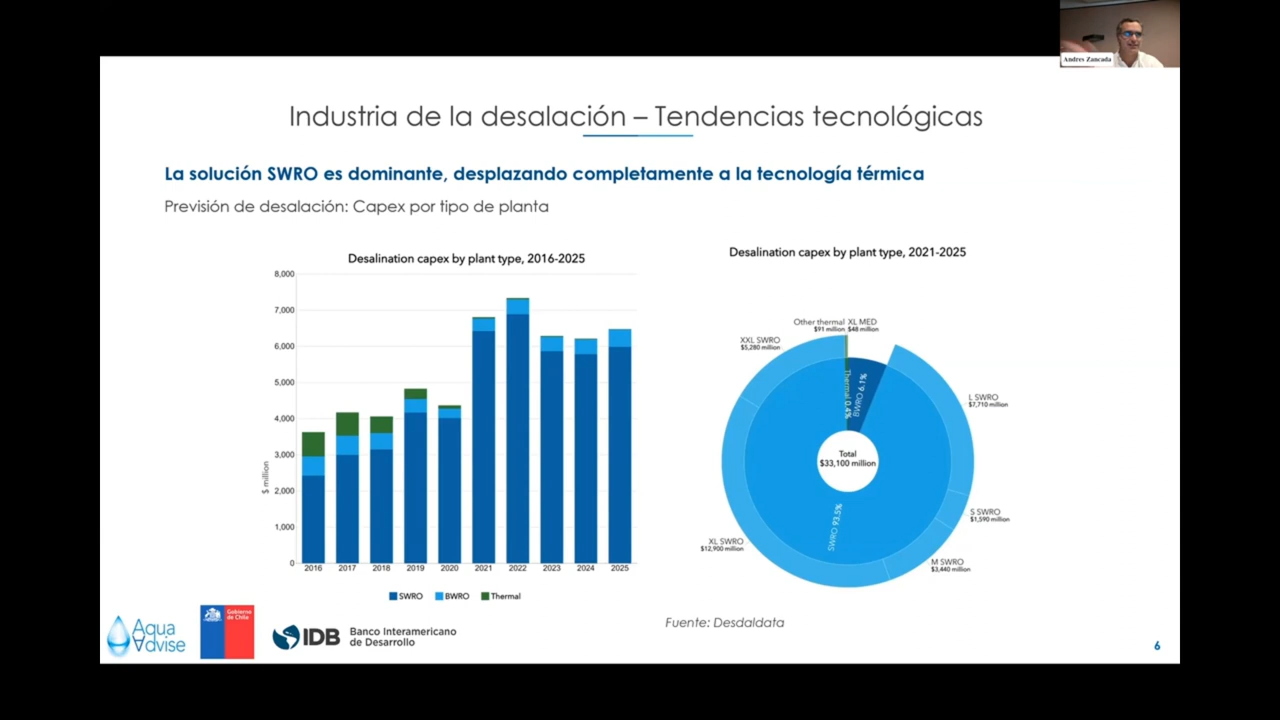 Andres Zancada
Industria de la desalación – Tendencias tecnológicas
La solución SWRO es dominante, desplazando completamente a la tecnología térmica
Previsión de desalación: Capex por tipo de planta
Desalination capex by plant type, 2016-2025
8,000
7,000
6,000
5,000
4,000
3,000
2,000
1,000
0
$ million
2016 2017 2018 2019 2020 2021 2022 2023 2024 2025
SWRO BWRO Thermal
Desalination capex by plant type, 2021-2025
Other thermal
$91 million
XL MED
$48 million
XXL SWRO
$5,280 million
Thermal 0.4%
BWRO 6.1%
L SWRO
$7,710 million
Total
$33,100 million
S SWRO
$1,590 million
SWRO 93.5%
XL SWRO
$12,900 million
M SWRO
$3,440 million
Aqua
Advise
Gobierno
de Chile
IDB
Banco Interamericano
de Desarrollo
Fuente: Desdaldata
6